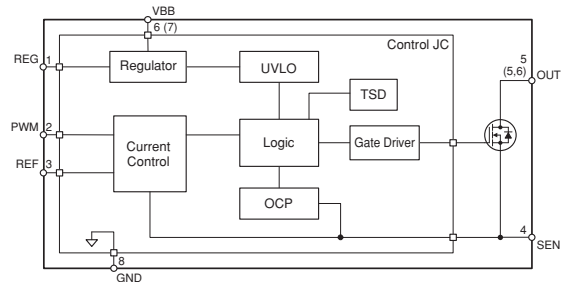 VBB
6 (7)
Control JC
REG 1
Regulator
UVLO
5
(5,6)
OUT
TSD
PWM 2
REF 3
Current
Control
Logic
Gate Driver
OCP
4
SEN
8
GND